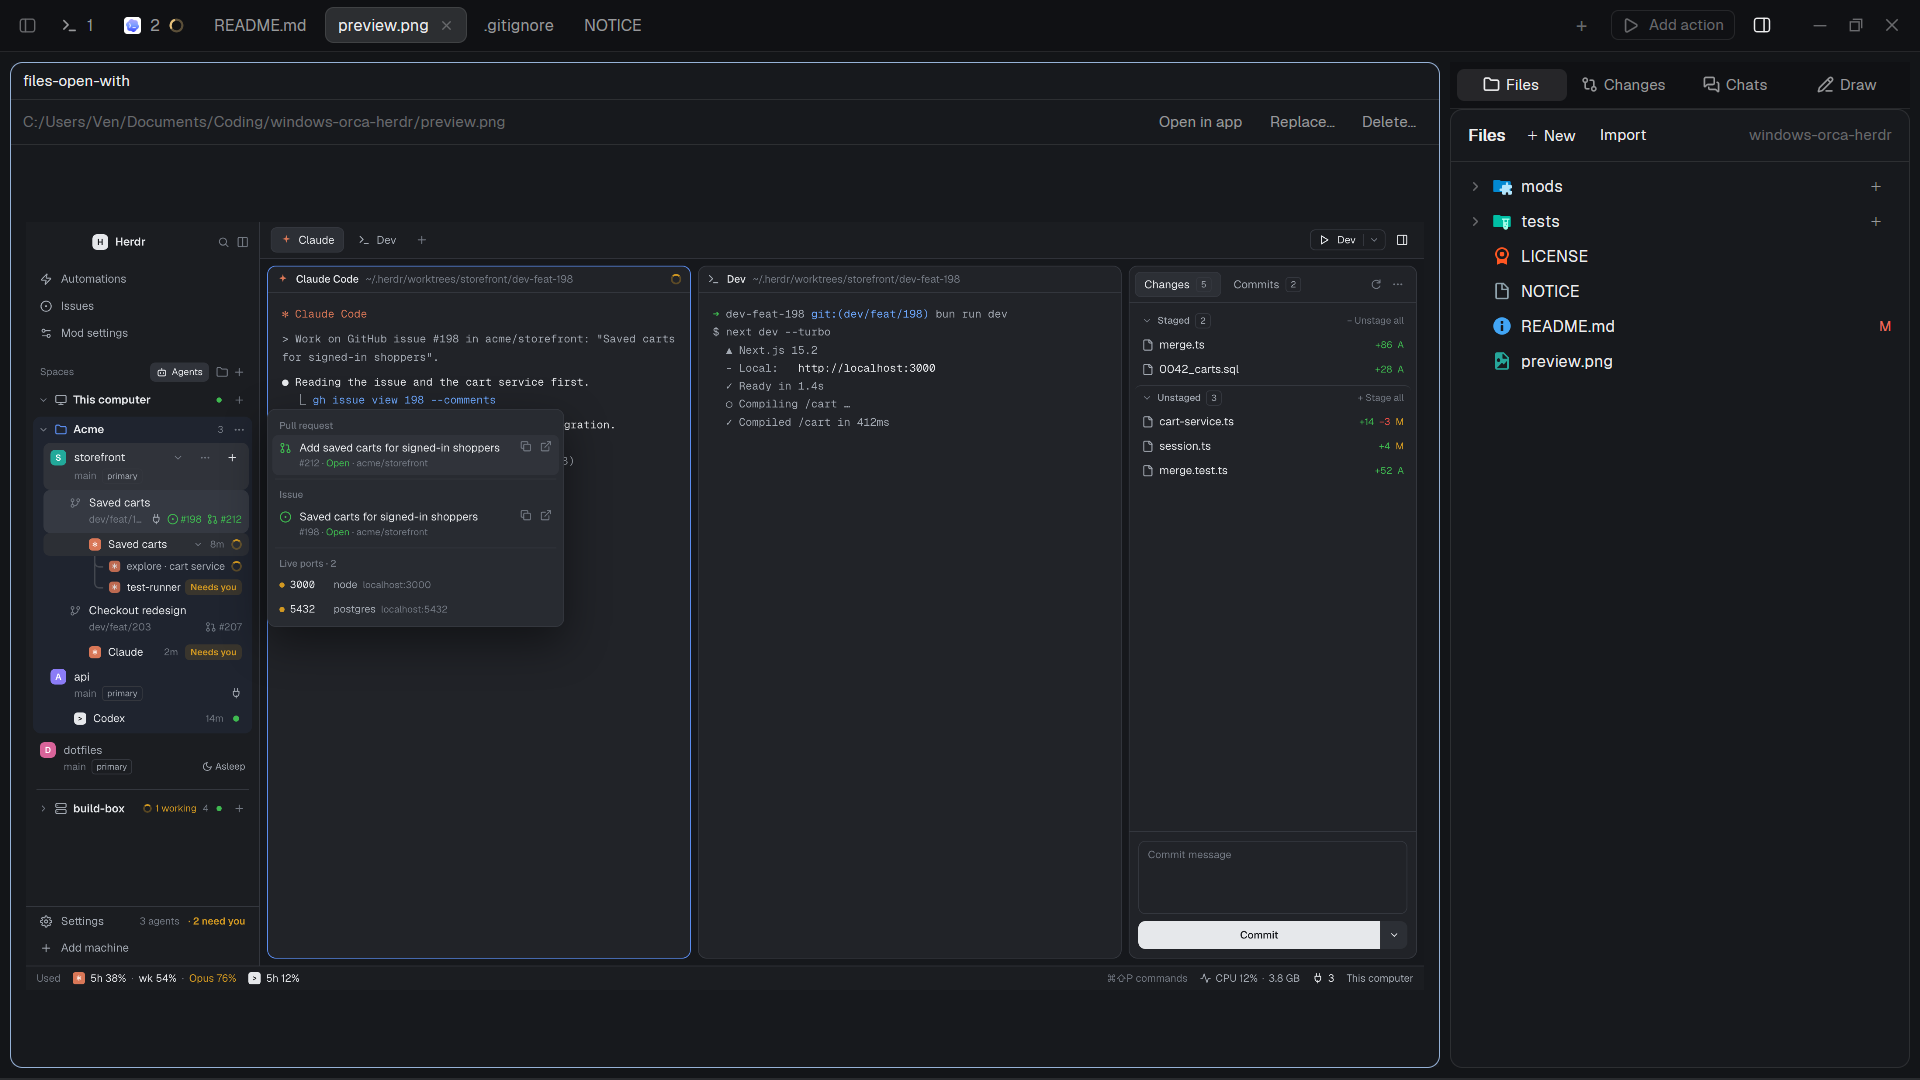 1
2
README.md
preview.png
.gitignore
NOTICE
Add action
files-open-with
C:/Users/Ven/Documents/Coding/windows-orca-herdr/preview.png
Open in app
Replace...
Delete...
H Herdr
Automations
Issues
Mod settings
Spaces
Agents
This computer
Acme
3
S storefront
main primary
Saved carts
dev/feat/1... #198 #212
Saved carts 8m
explore · cart service
test-runner Needs you
Checkout redesign
dev/feat/203 #207
Claude 2m Needs you
A api
main primary
Codex 14m
D dotfiles
main primary Asleep
build-box 1 working 4
Settings 3 agents · 2 need you
Add machine
Claude
Dev
Dev
Claude Code ~/.herdr/worktrees/storefront/dev-feat-198
Claude Code
> Work on GitHub issue #198 in acme/storefront: "Saved carts
for signed-in shoppers".
Reading the issue and the cart service first.
gh issue view 198 --comments
gration.
3)
Pull request
Add saved carts for signed-in shoppers
#212 · Open · acme/storefront
Issue
Saved carts for signed-in shoppers
#198 · Open · acme/storefront
Live ports · 2
3000 node localhost:3000
5432 postgres localhost:5432
Dev ~/.herdr/worktrees/storefront/dev-feat-198
➜ dev-feat-198 git:(dev/feat/198) bun run dev
$ next dev --turbo
▲ Next.js 15.2
- Local: http://localhost:3000
✓ Ready in 1.4s
○ Compiling /cart …
✓ Compiled /cart in 412ms
Changes 5
Commits 2
Staged 2 − Unstage all
merge.ts +86 A
0042_carts.sql +28 A
Unstaged 3 + Stage all
cart-service.ts +14 −3 M
session.ts +4 M
merge.test.ts +52 A
Commit message
Commit
Used 5h 38% · wk 54% · Opus 76% 5h 12%
⌘⇧P commands CPU 12% · 3.8 GB 3 This computer
Files
Changes
Chats
Draw
Files + New Import windows-orca-herdr
mods
tests
LICENSE
NOTICE
README.md M
preview.png